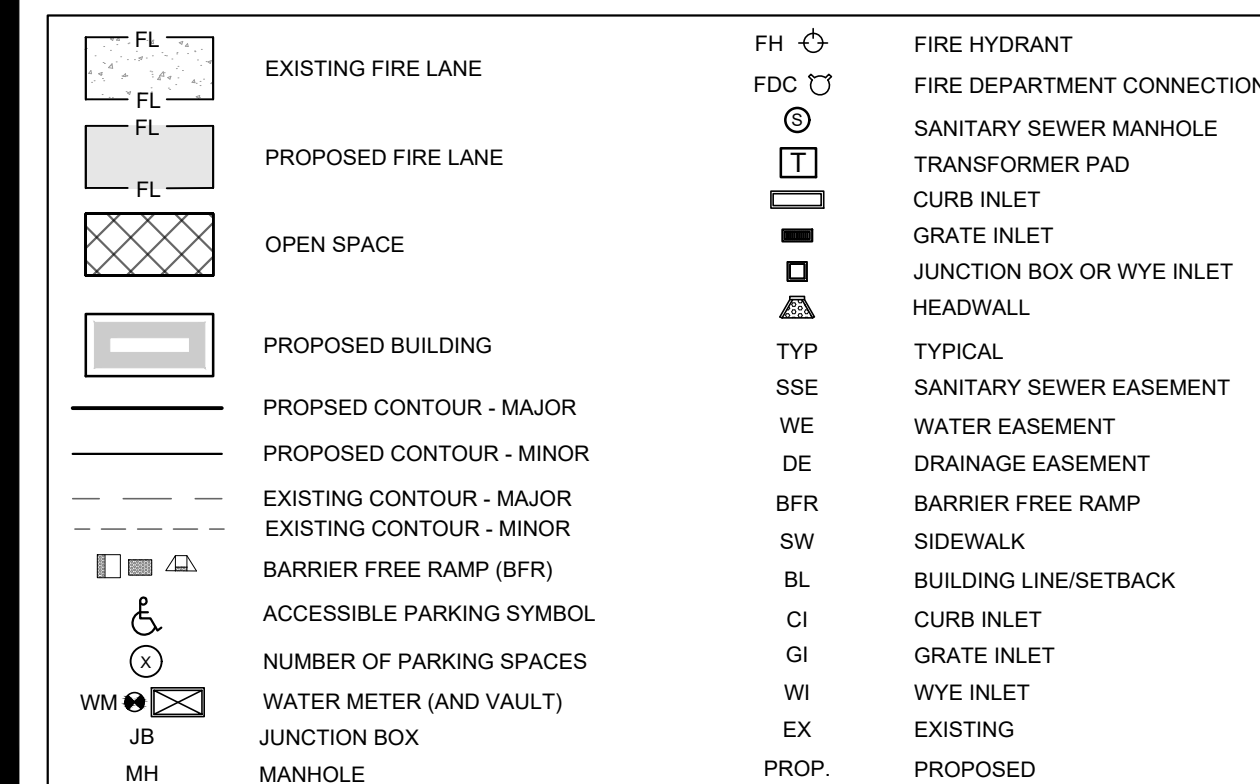 FL
EXISTING FIRE LANE
FL
FL
PROPOSED FIRE LANE
FL
OPEN SPACE
PROPOSED BUILDING
PROPSED CONTOUR - MAJOR
PROPOSED CONTOUR - MINOR
EXISTING CONTOUR - MAJOR
EXISTING CONTOUR - MINOR
BARRIER FREE RAMP (BFR)
ACCESSIBLE PARKING SYMBOL
X NUMBER OF PARKING SPACES
WM WATER METER (AND VAULT)
JB JUNCTION BOX
MH MANHOLE
FH FIRE HYDRANT
FDC FIRE DEPARTMENT CONNECTION
S SANITARY SEWER MANHOLE
T TRANSFORMER PAD
CURB INLET
GRATE INLET
JUNCTION BOX OR WYE INLET
HEADWALL
TYP TYPICAL
SSE SANITARY SEWER EASEMENT
WE WATER EASEMENT
DE DRAINAGE EASEMENT
BFR BARRIER FREE RAMP
SW SIDEWALK
BL BUILDING LINE/SETBACK
CI CURB INLET
GI GRATE INLET
WI WYE INLET
EX EXISTING
PROP. PROPOSED